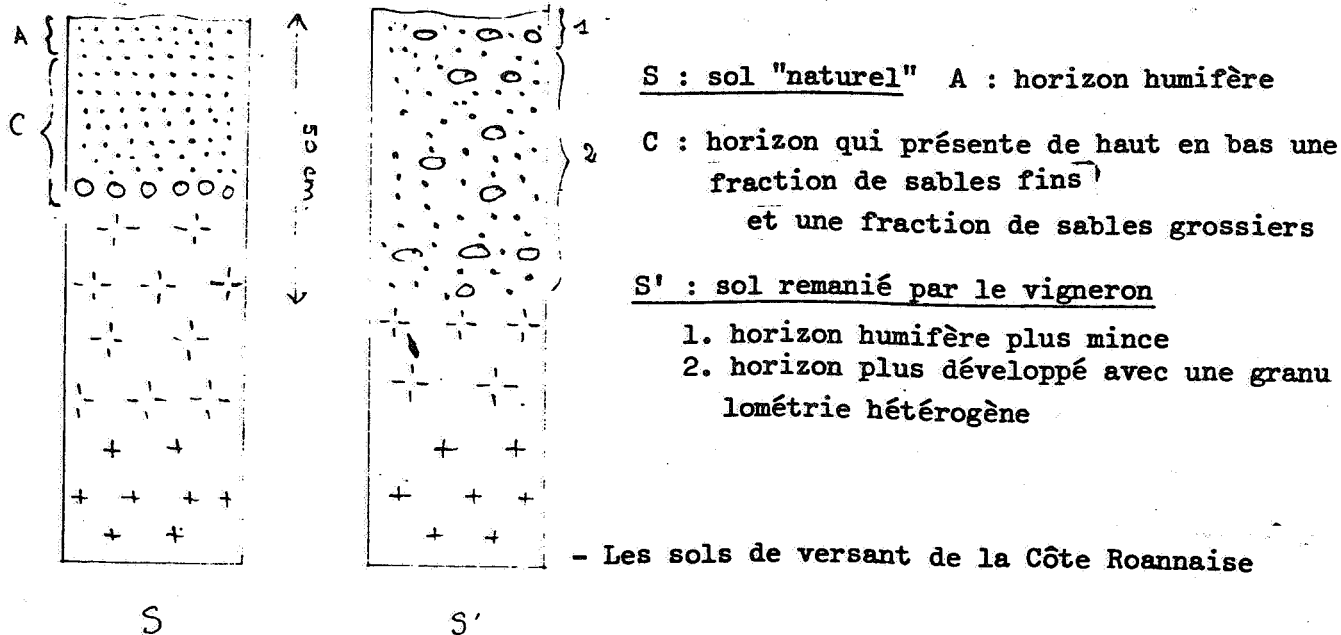 A
C
50 cm.
1
2
S : sol "naturel" A : horizon humifère
C : horizon qui présente de haut en bas une
fraction de sables fins
et une fraction de sables grossiers
S' : sol remanié par le vigneron
1. horizon humifère plus mince
2. horizon plus développé avec une granu
lométrie hétérogène
- Les sols de versant de la Côte Roannaise
S
S'